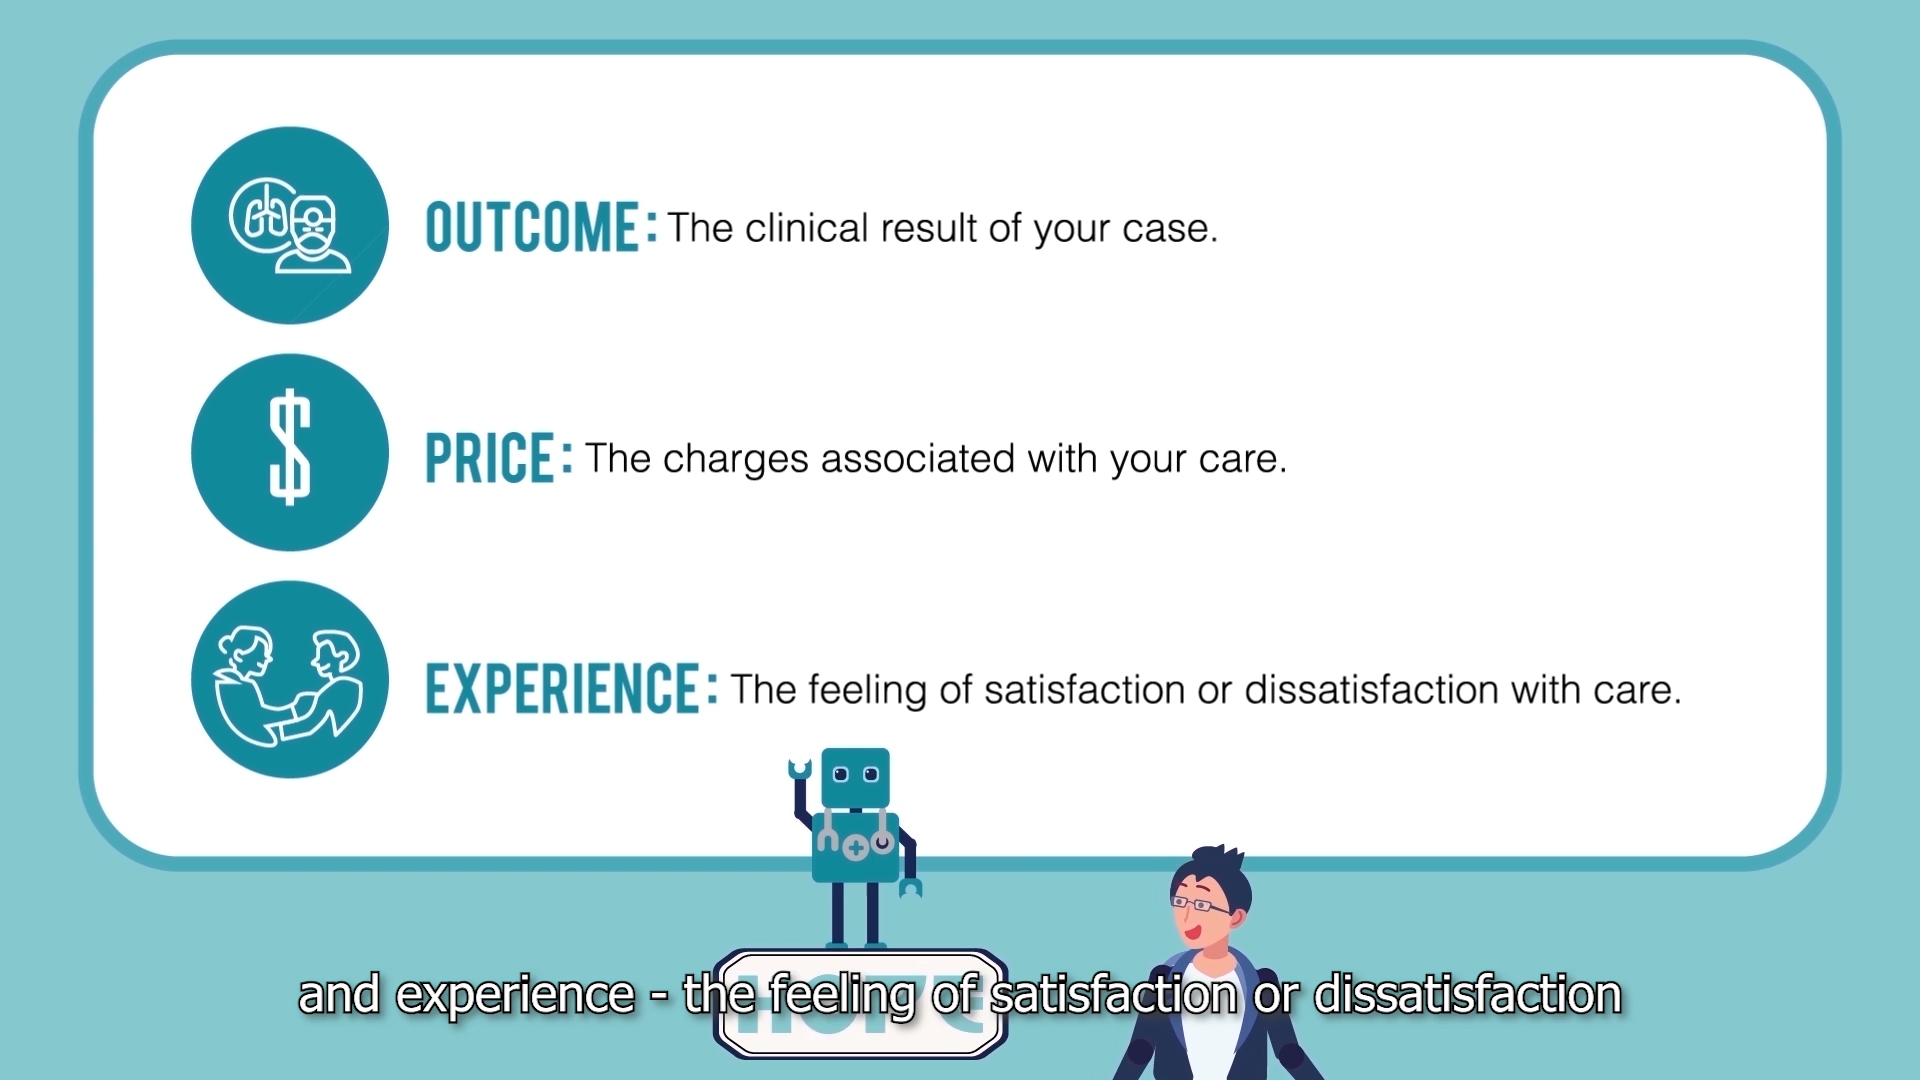 OUTCOME: The clinical result of your case.
PRICE: The charges associated with your care.
EXPERIENCE: The feeling of satisfaction or dissatisfaction with care.
and experience - the feeling of satisfaction or dissatisfaction